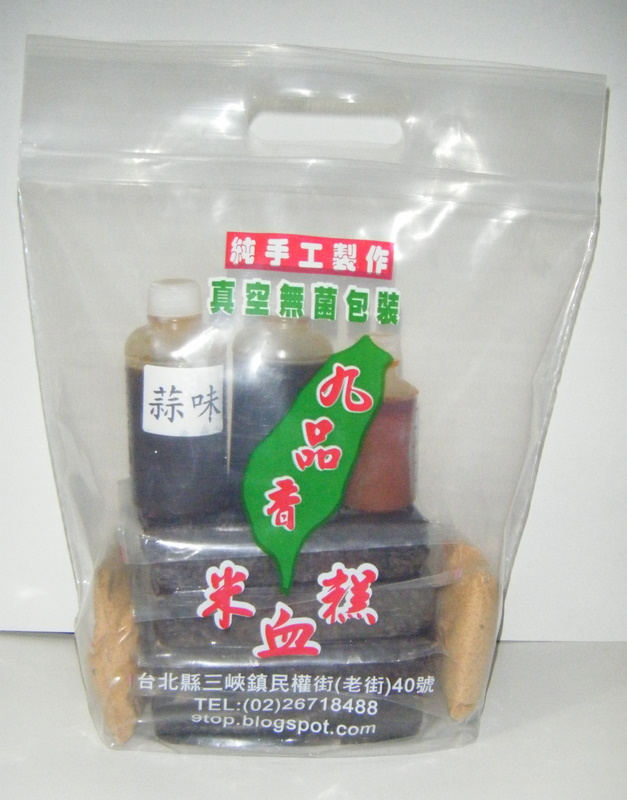 純手工製作
真空無菌包裝
蒜味
九品香
米血糕
台北縣三峽鎮民權街(老街)40號
TEL:(02)26718488
9top.blogspot.com